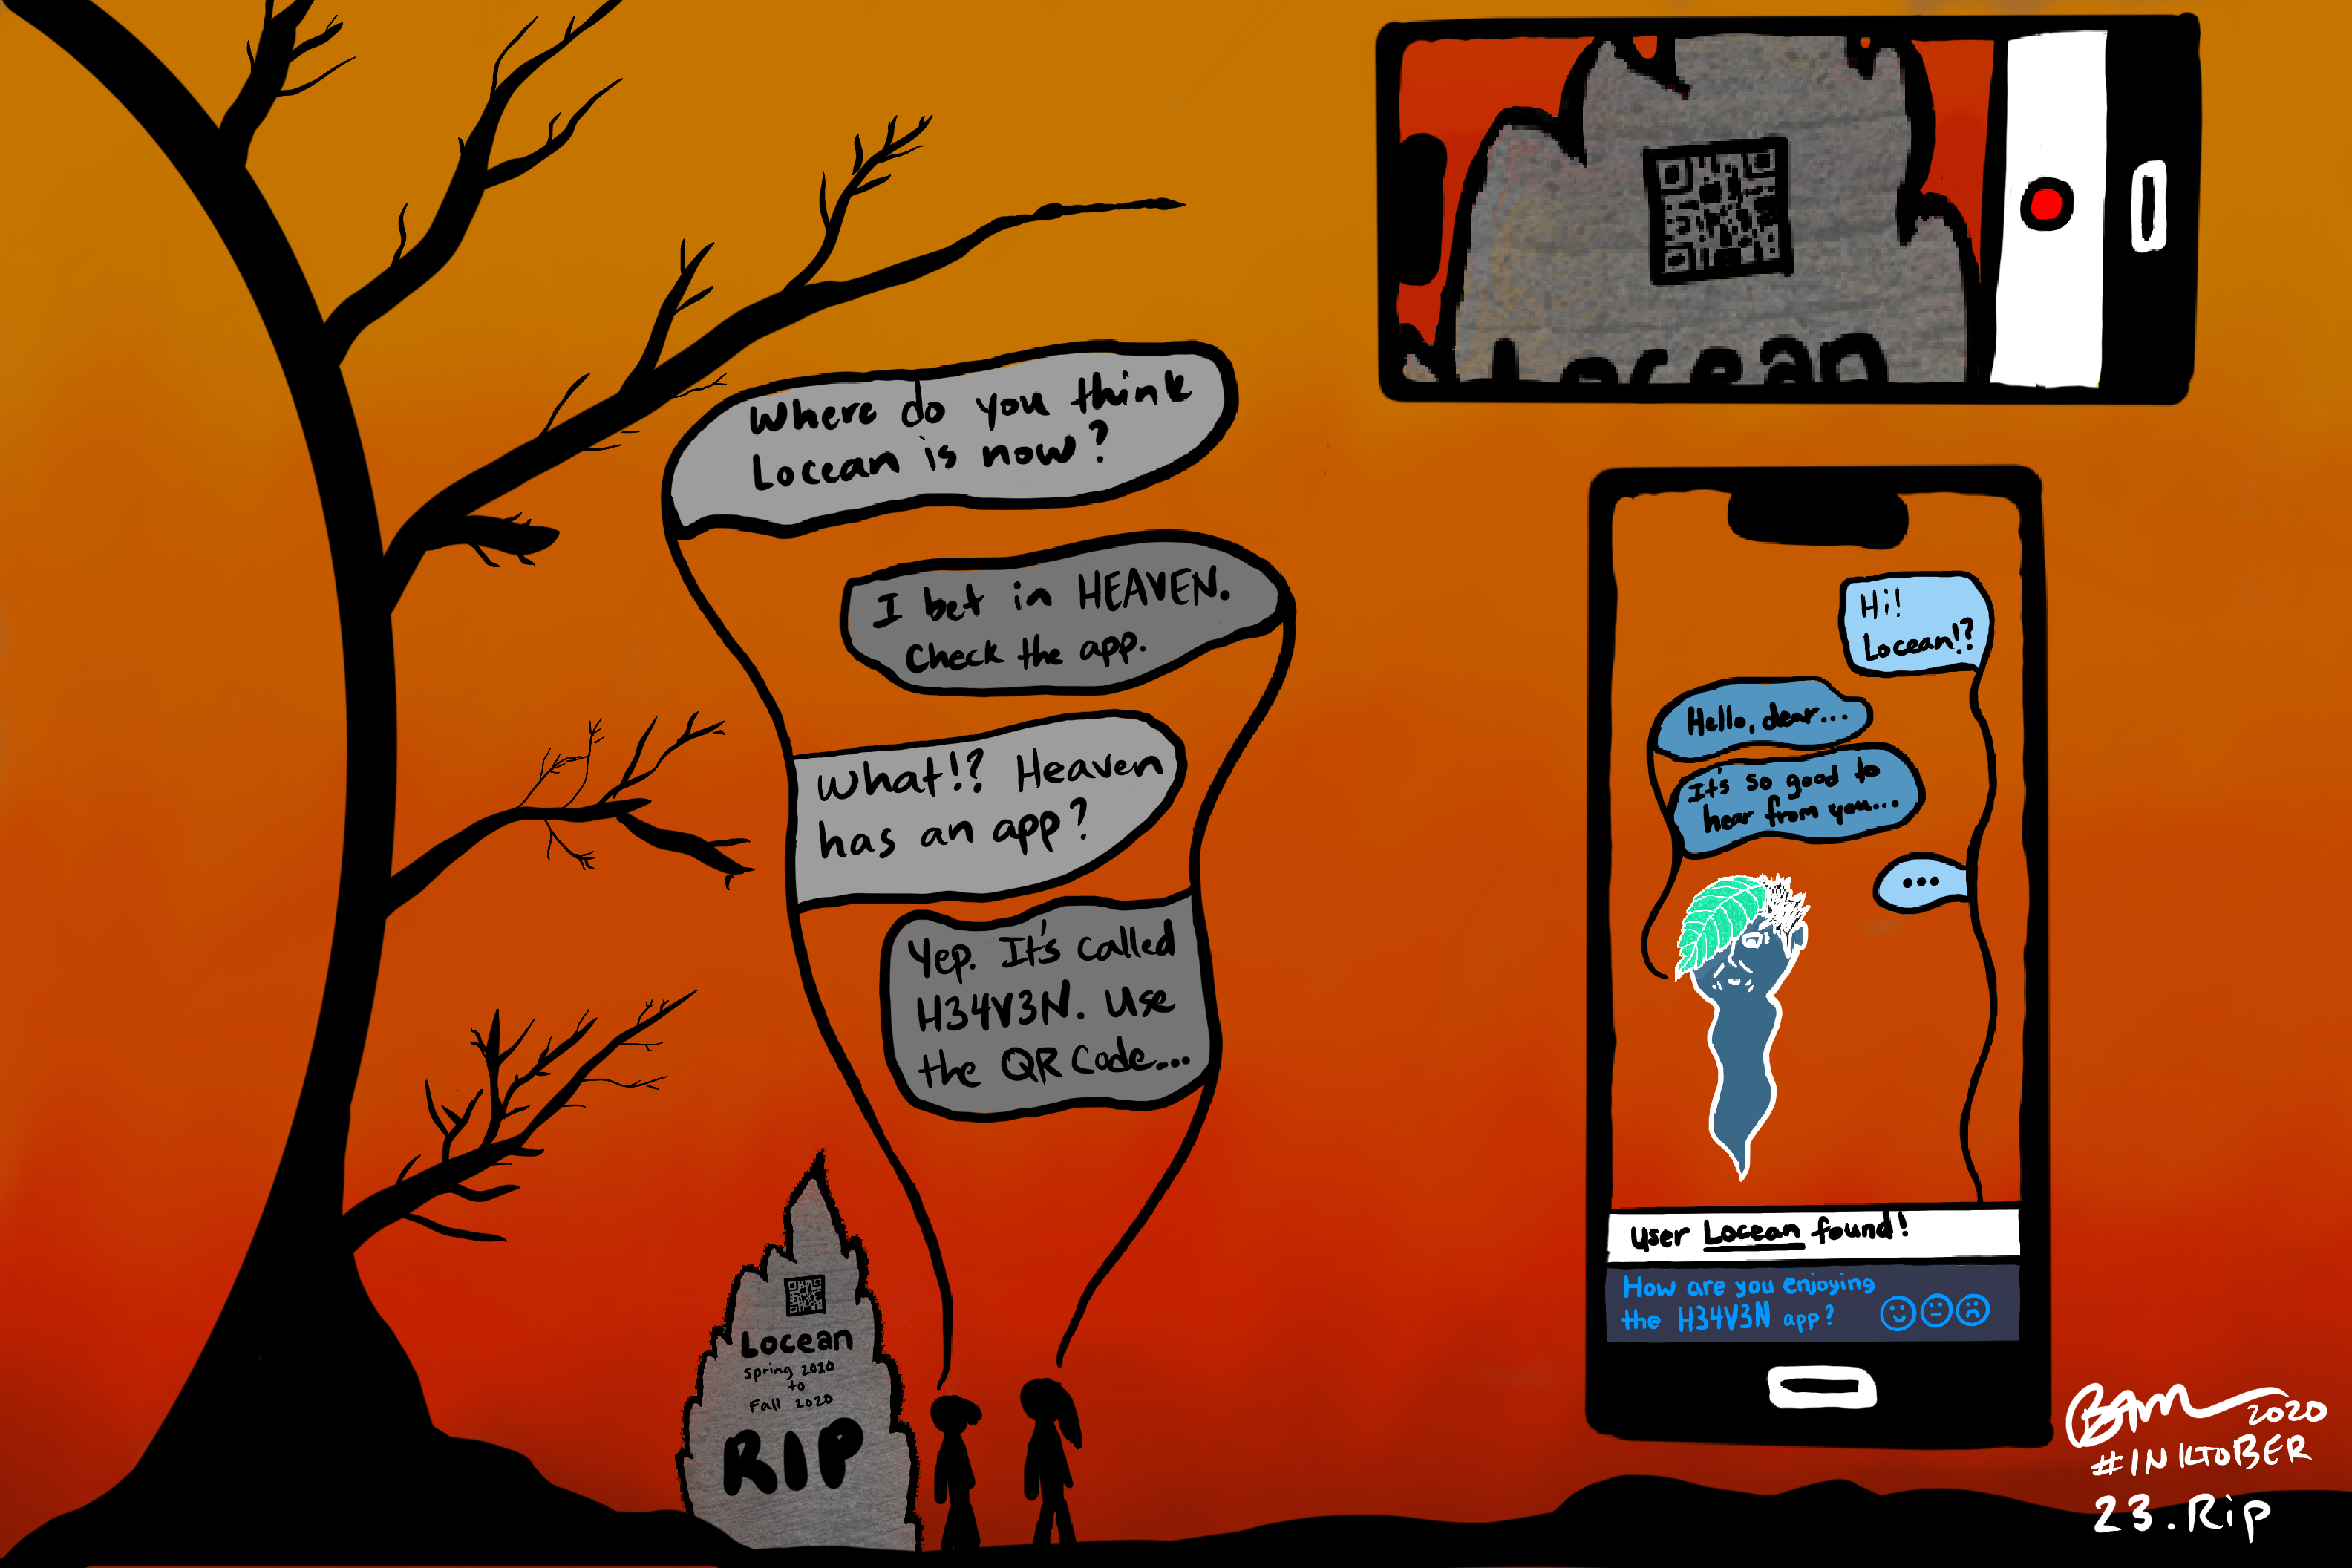 Where do you think
Locean is now?
I bet in HEAVEN.
Check the app.
What!? Heaven
has an app?
Yep. It's called
H34V3N. Use
the QR Code...
Locean
Spring 2020
to
Fall 2020
RIP
Locean
Hi!
Locean!?
Hello, dear...
It's so good to
hear from you...
...
User Locean found!
How are you enjoying
the H34V3N app?
BAM
2020
#INKTOBER
23. Rip